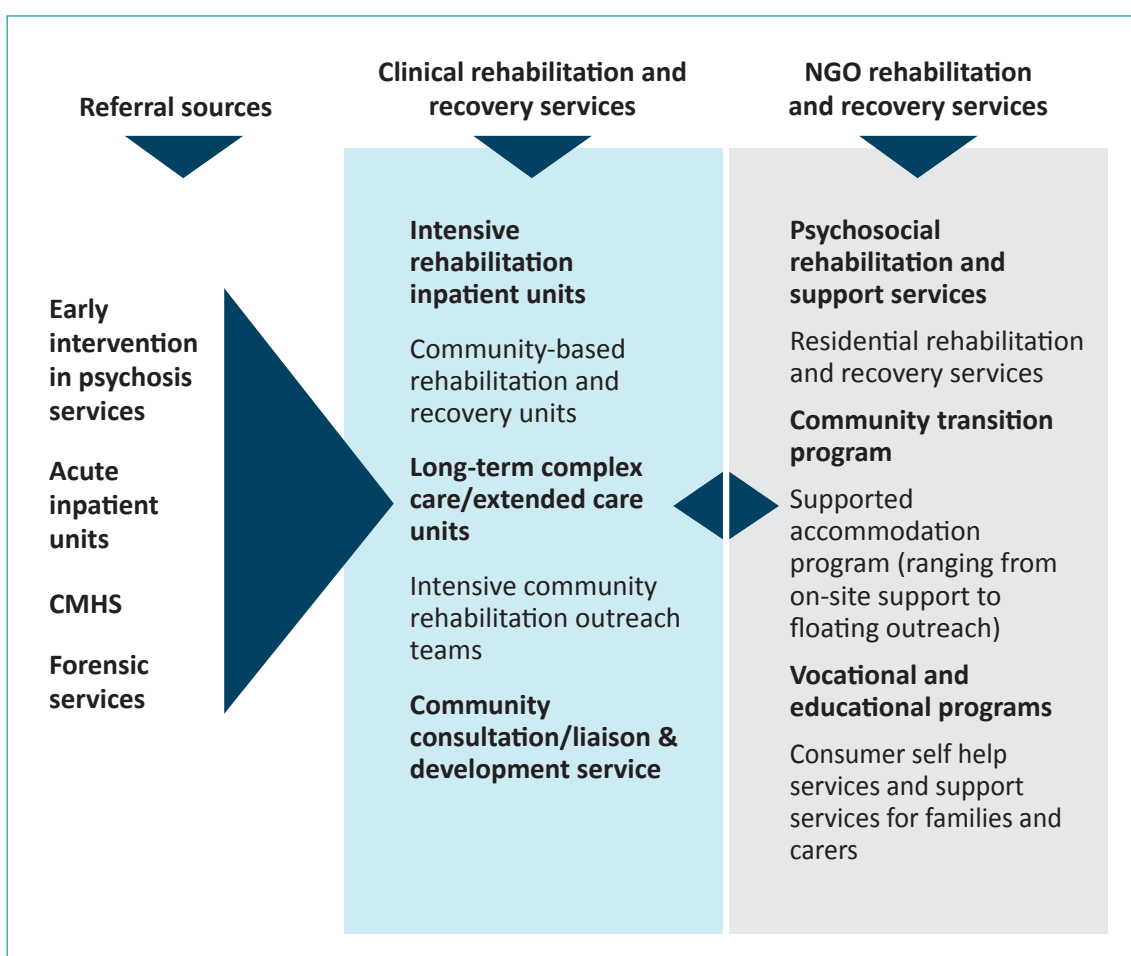 Referral sources
Clinical rehabilitation and
recovery services
NGO rehabilitation
and recovery services
Early
intervention
in psychosis
services
Acute
inpatient
units
CMHS
Forensic
services
Intensive
rehabilitation
inpatient units
Community-based
rehabilitation and
recovery units
Long-term complex
care/extended care
units
Intensive community
rehabilitation outreach
teams
Community
consultation/liaison &
development service
Psychosocial
rehabilitation and
support services
Residential rehabilitation
and recovery services
Community transition
program
Supported
accommodation
program (ranging from
on-site support to
floating outreach)
Vocational and
educational programs
Consumer self help
services and support
services for families and
carers